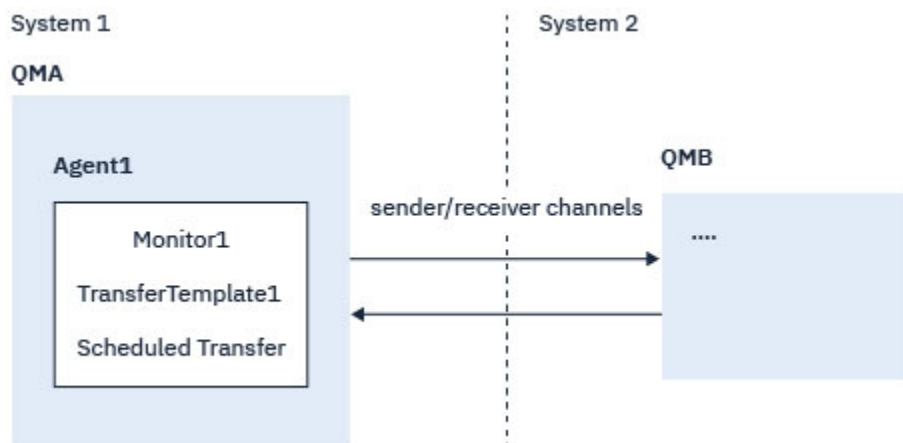 System 1
System 2
QMA
Agent1
QMB
sender/receiver channels
Monitor1
....
TransferTemplate1
Scheduled Transfer